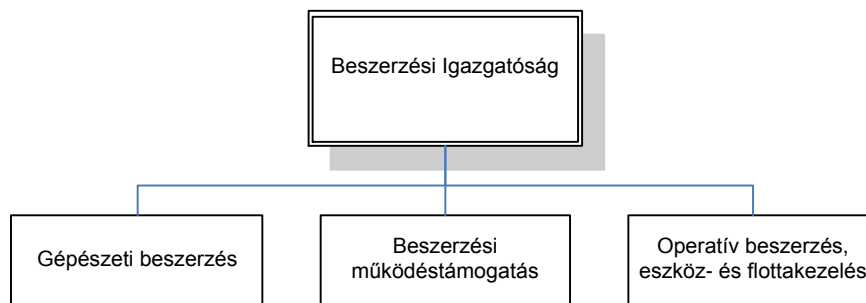 Beszerzési Igazgatóság
Gépészeti beszerzés
Beszerzési
működéstámogatás
Operatív beszerzés,
eszköz- és flottakezelés